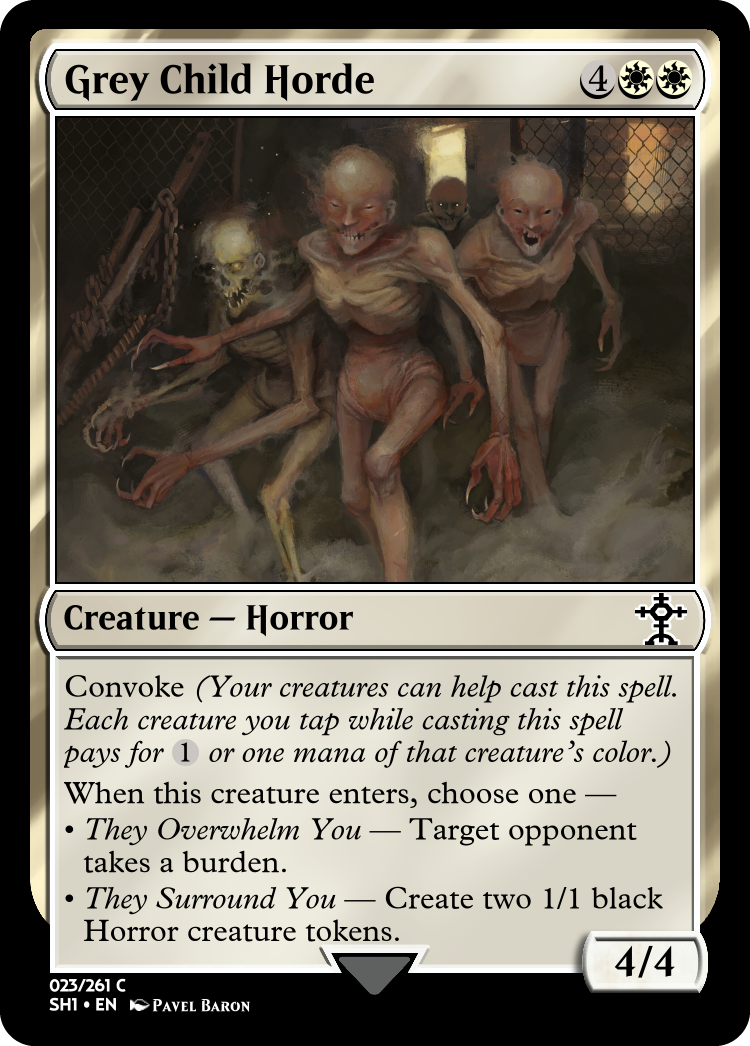 Grey Child Horde 4
Creature — Horror
Convoke (Your creatures can help cast this spell.
Each creature you tap while casting this spell
pays for 1 or one mana of that creature's color.)
When this creature enters, choose one —
• They Overwhelm You — Target opponent
takes a burden.
• They Surround You — Create two 1/1 black
Horror creature tokens.
4/4
023/261 C
SH1 • EN PAVEL BARON